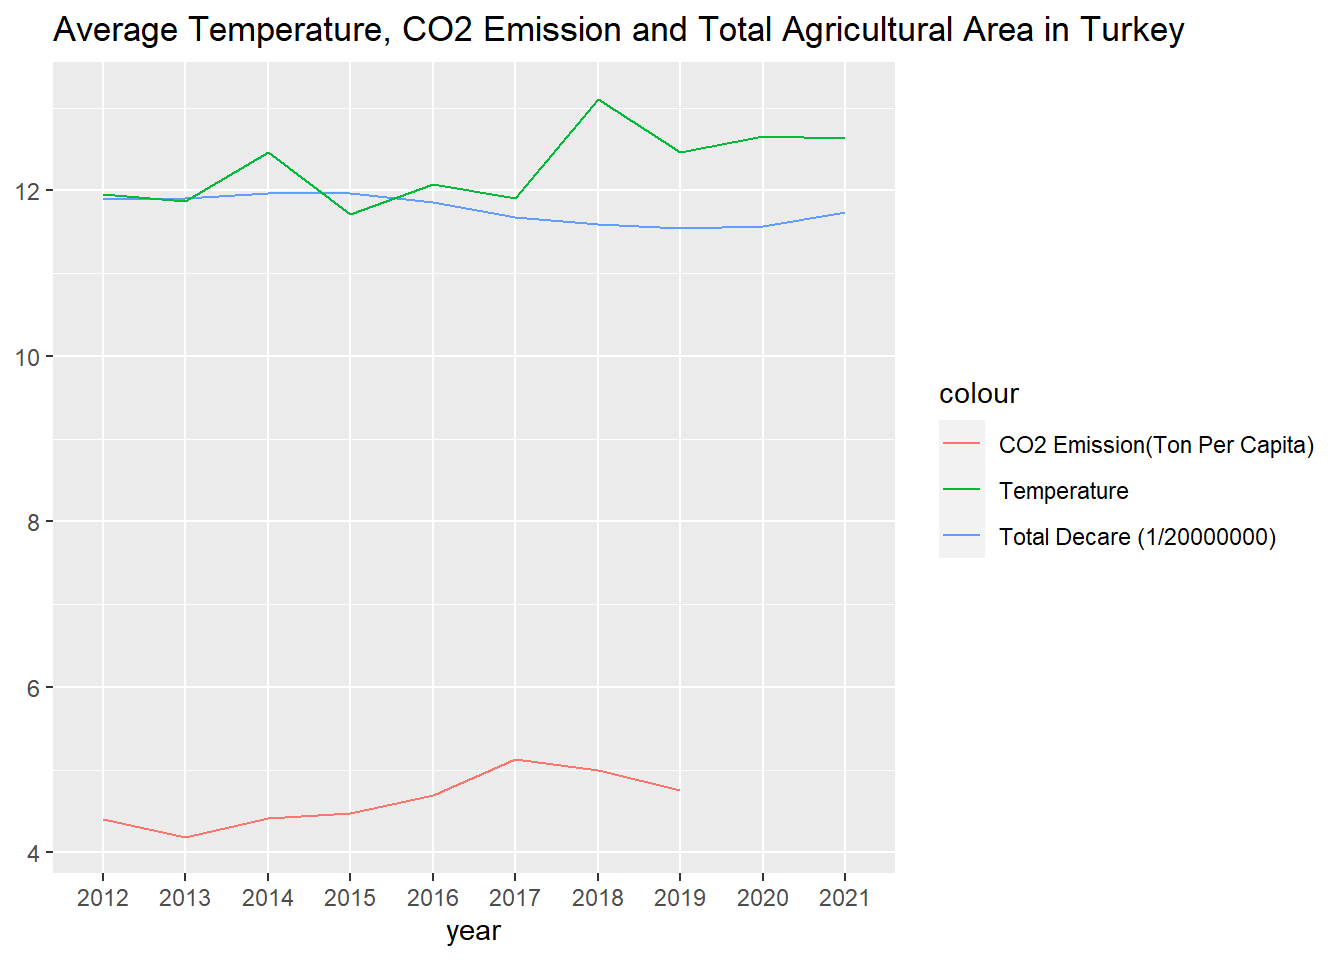 Average Temperature, CO2 Emission and Total Agricultural Area in Turkey
12
10
8
6
4
2012 2013 2014 2015 2016 2017 2018 2019 2020 2021
year
colour
CO2 Emission(Ton Per Capita)
Temperature
Total Decare (1/20000000)